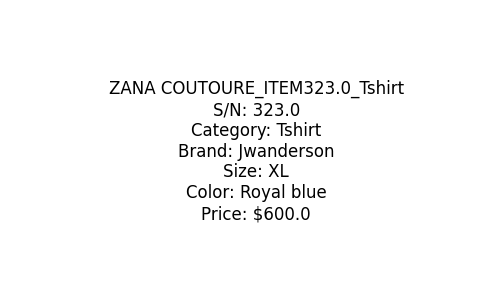 ZANA COUTOURE_ITEM323.0_Tshirt
S/N: 323.0
Category: Tshirt
Brand: Jwanderson
Size: XL
Color: Royal blue
Price: $600.0